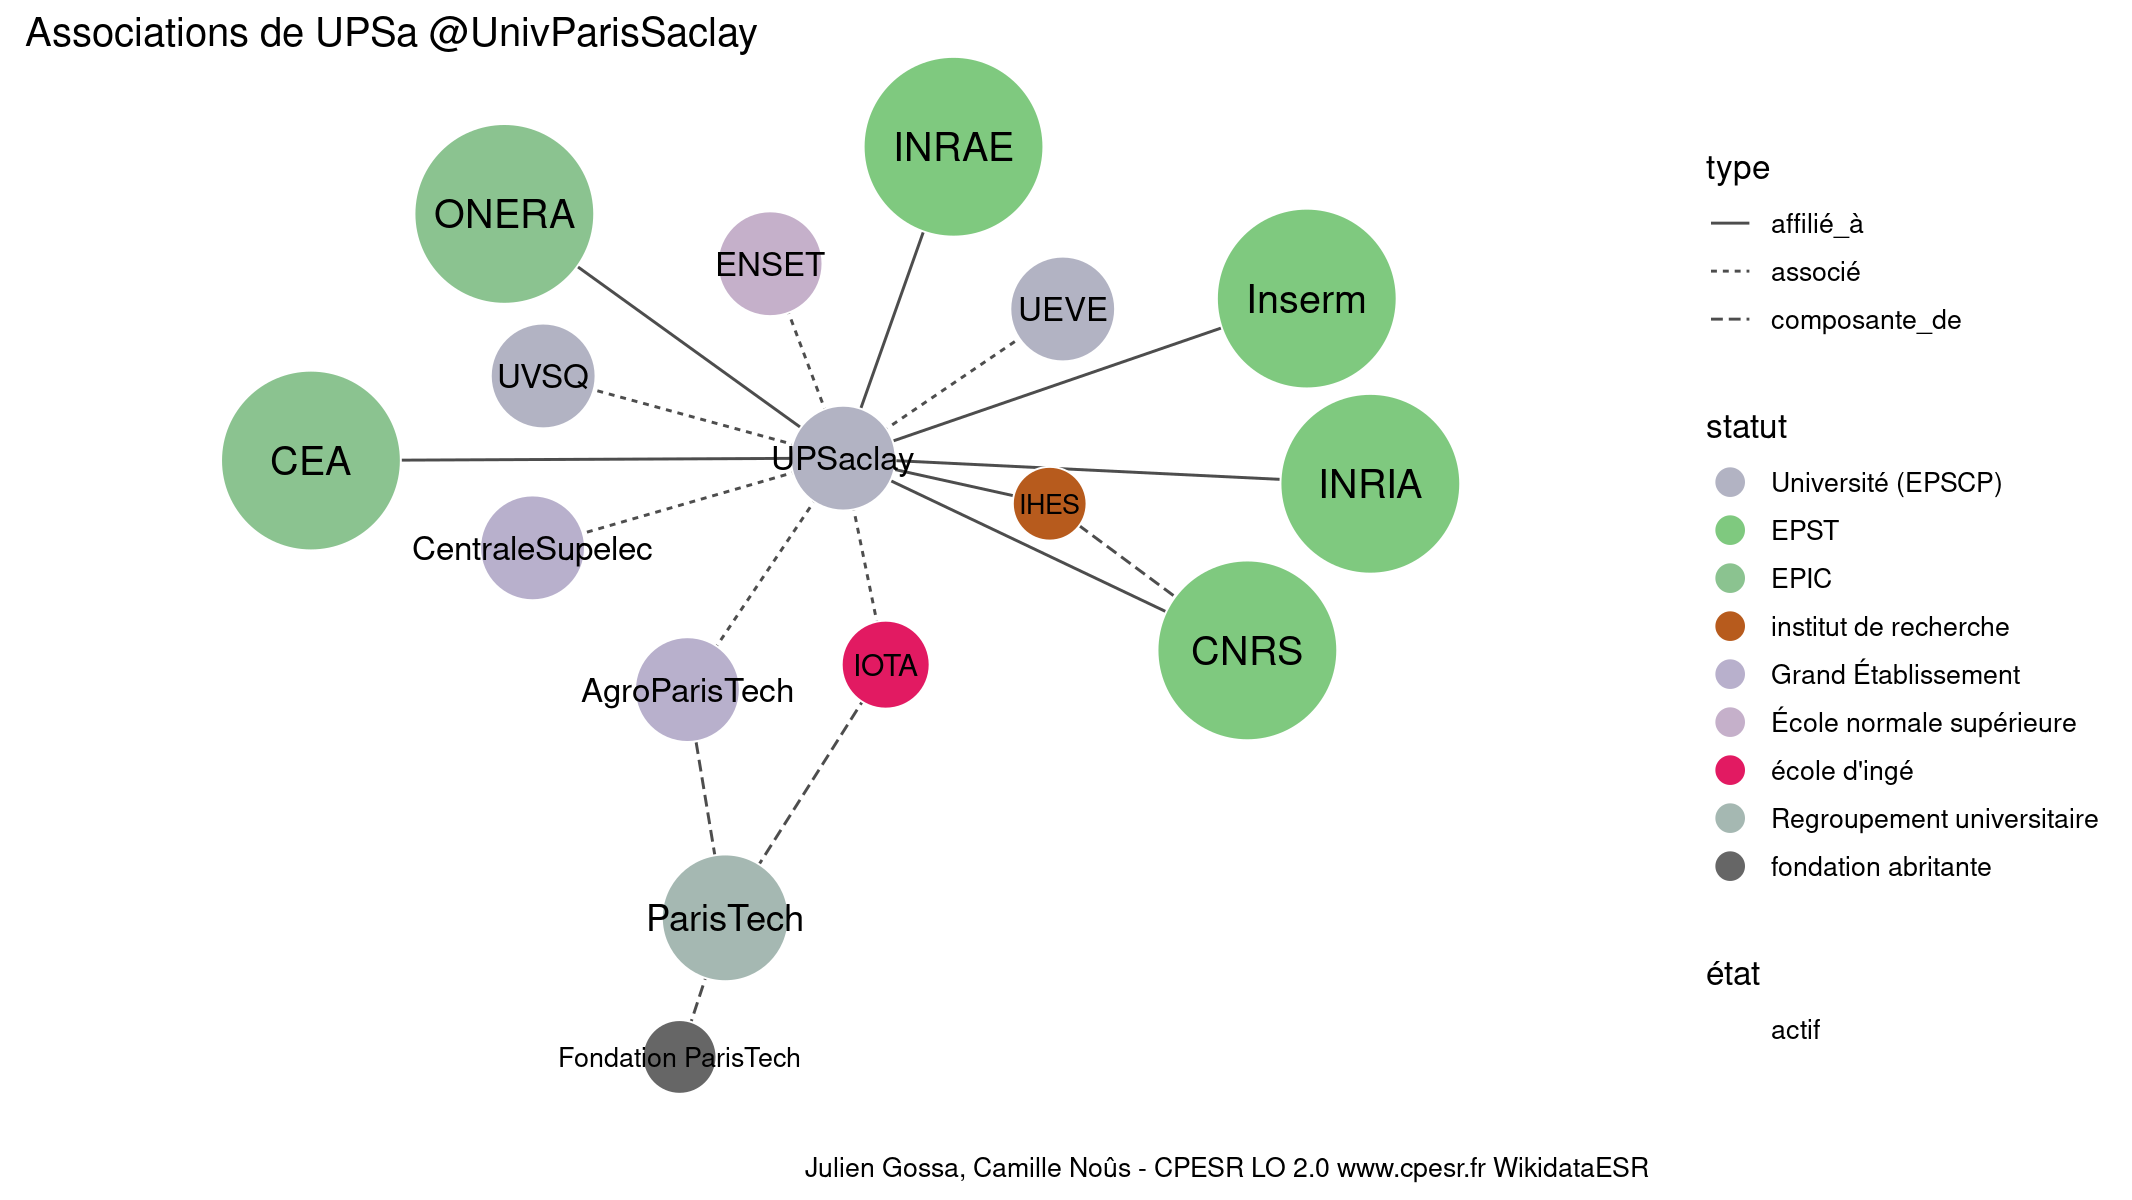 Associations de UPSa @UnivParisSaclay
INRAE
ONERA
ENSET
UEVE
Inserm
UVSQ
CEA
UPSaclay
INRIA
IHES
CentraleSupelec
CNRS
AgroParisTech
IOTA
ParisTech
Fondation ParisTech
type
affilié_à
associé
composante_de
statut
Université (EPSCP)
EPST
EPIC
institut de recherche
Grand Établissement
École normale supérieure
école d'ingé
Regroupement universitaire
fondation abritante
état
actif
Julien Gossa, Camille Noûs - CPESR LO 2.0 www.cpesr.fr WikidataESR